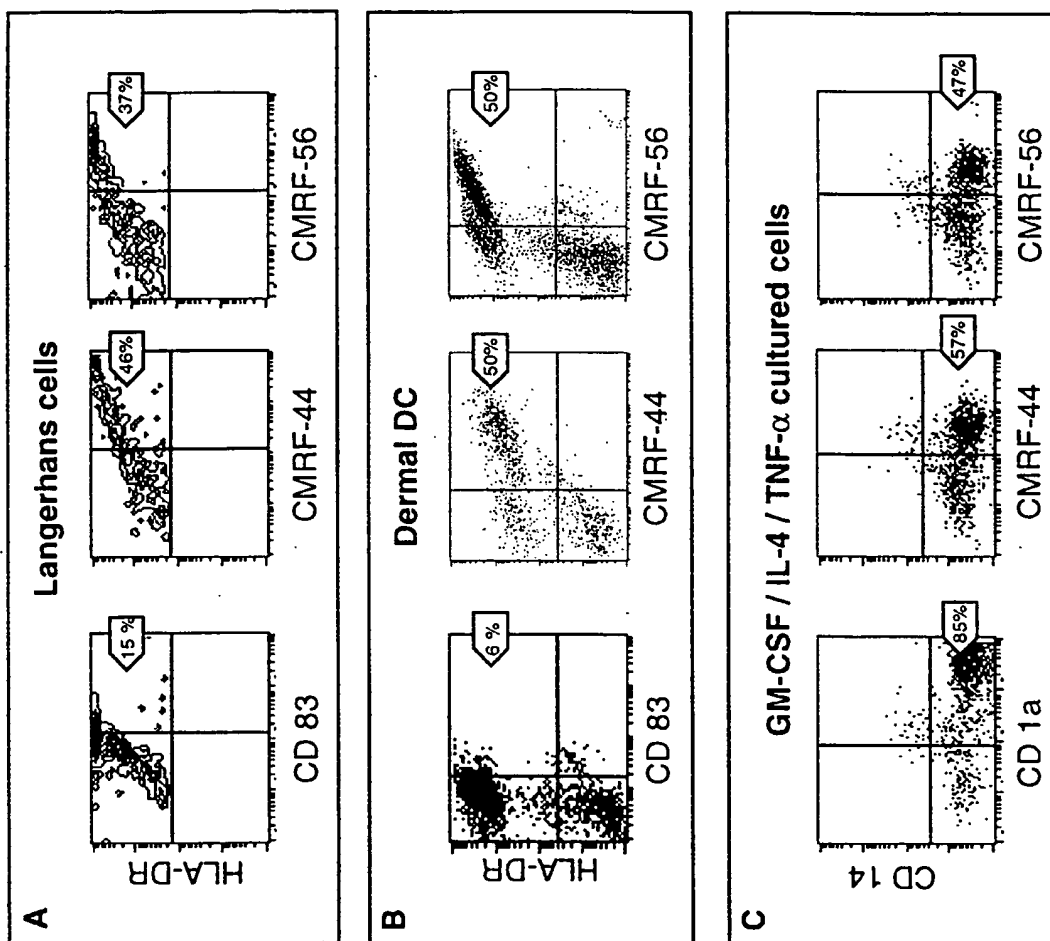 A
Langerhans cells
HLA-DR
15 %
46%
37%
CD 83
CMRF-44
CMRF-56
B
Dermal DC
HLA-DR
6 %
50%
50%
CD 83
CMRF-44
CMRF-56
C
GM-CSF / IL-4 / TNF-α cultured cells
CD 14
85%
57%
47%
CD 1a
CMRF-44
CMRF-56